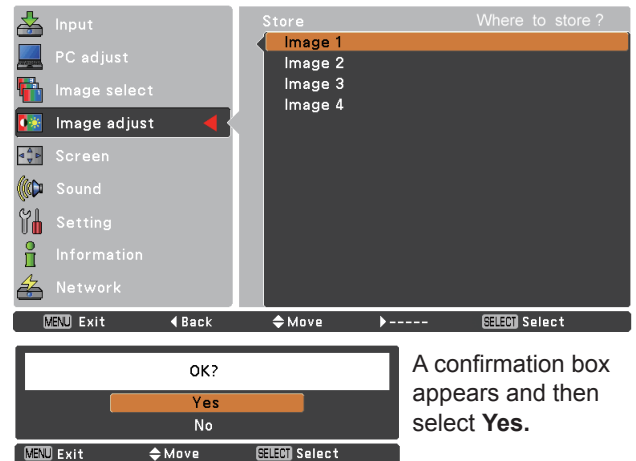 Input
PC adjust
Image select
Image adjust
Screen
Sound
Setting
Information
Network
Store Where to store ?
Image 1
Image 2
Image 3
Image 4
MENU Exit Back Move ----- SELECT Select
OK?
Yes
No
MENU Exit Move SELECT Select
A confirmation box
appears and then
select Yes.